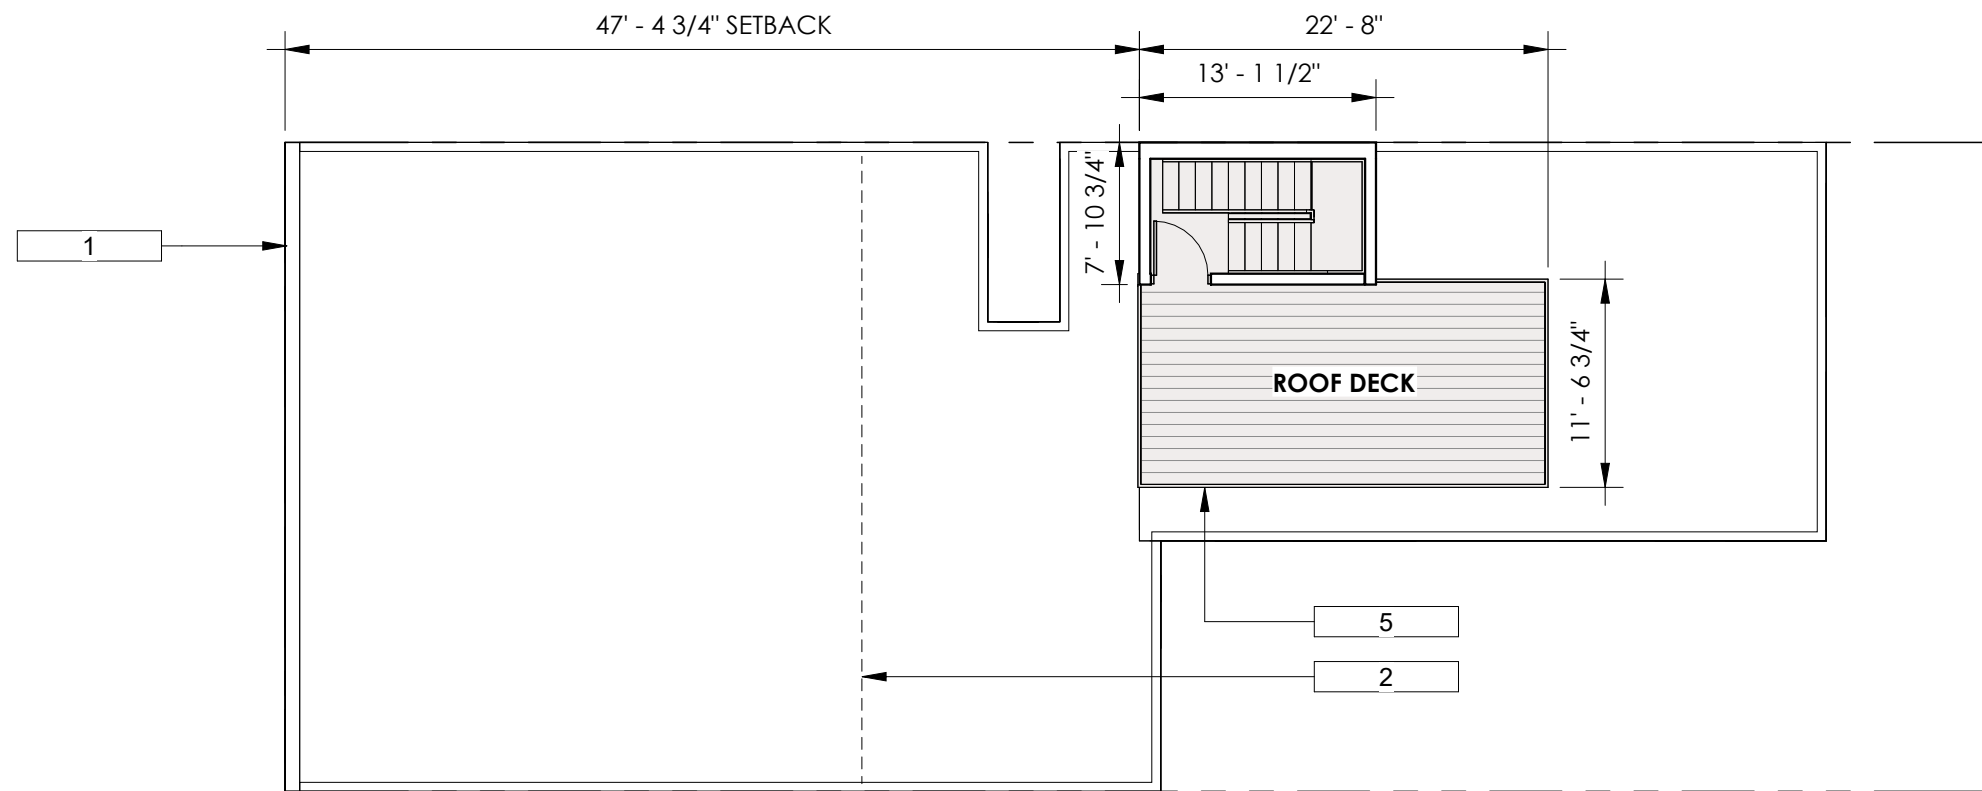 47' - 4 3/4" SETBACK
22' - 8"
13' - 1 1/2"
7' - 10 3/4"
1
11' - 6 3/4"
ROOF DECK
5
2